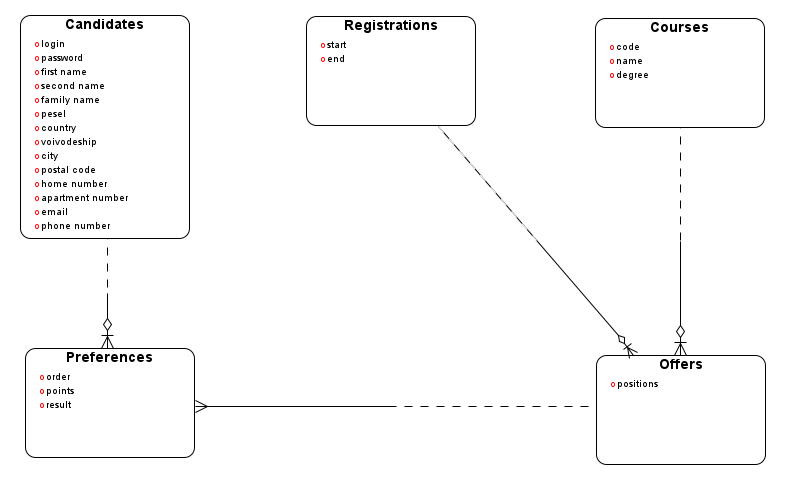 Candidates
login
password
first name
second name
family name
pesel
country
voivodeship
city
postal code
home number
apartment number
email
phone number
Registrations
start
end
Courses
code
name
degree
Preferences
order
points
result
Offers
positions